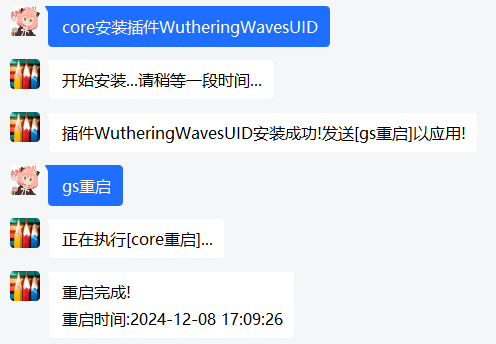 core安装插件WutheringWavesUID
开始安装...请稍等一段时间...
插件WutheringWavesUID安装成功!发送[gs重启]以应用!
gs重启
正在执行[core重启]...
重启完成!
重启时间:2024-12-08 17:09:26